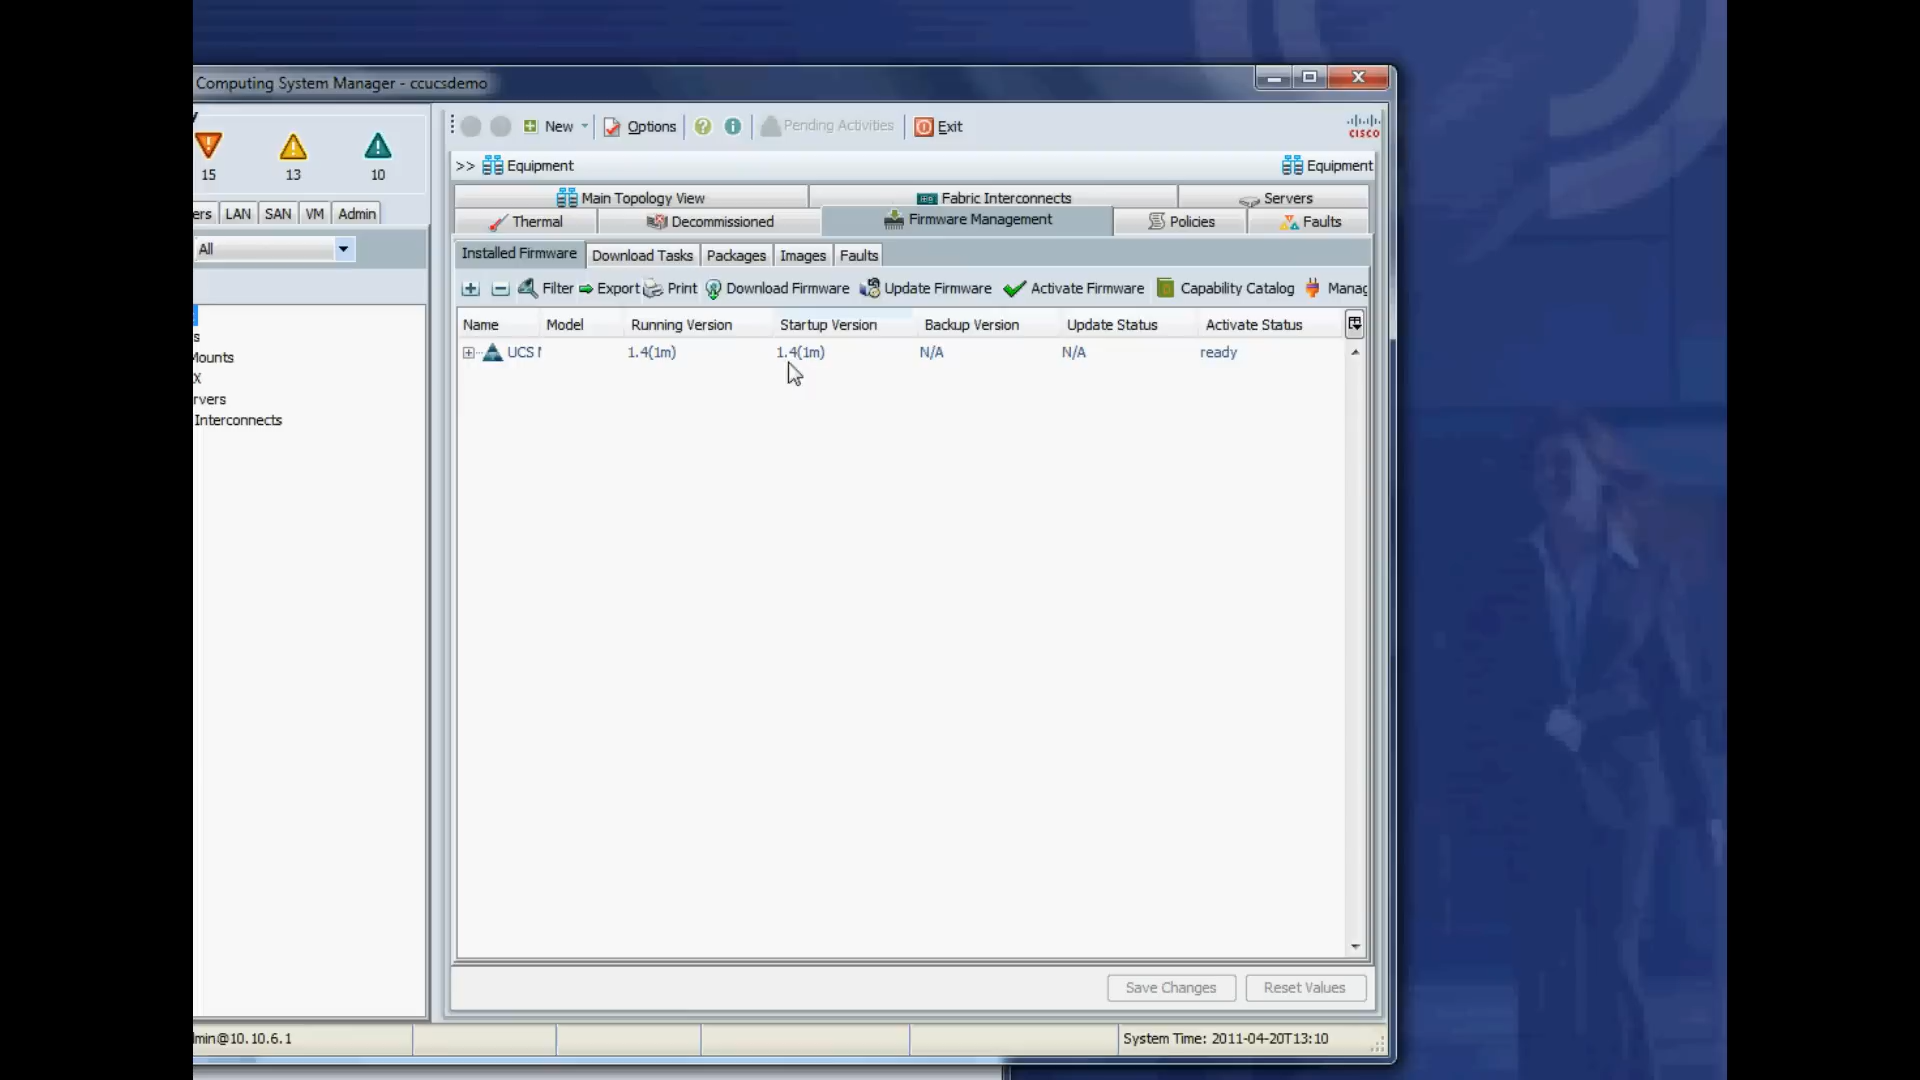 Computing System Manager - ccucsdemo
15 13 10
ers LAN SAN VM Admin
All
s
Mounts
X
rvers
Interconnects
New Options Pending Activities Exit
CISCO
>> Equipment Equipment
Main Topology View Fabric Interconnects Servers
Thermal Decommissioned Firmware Management Policies Faults
Installed Firmware Download Tasks Packages Images Faults
Filter Export Print Download Firmware Update Firmware Activate Firmware Capability Catalog Manag
Name Model Running Version Startup Version Backup Version Update Status Activate Status
UCS 1.4(1m) 1.4(1m) N/A N/A ready
Save Changes Reset Values
min@10.10.6.1 System Time: 2011-04-20T13:10